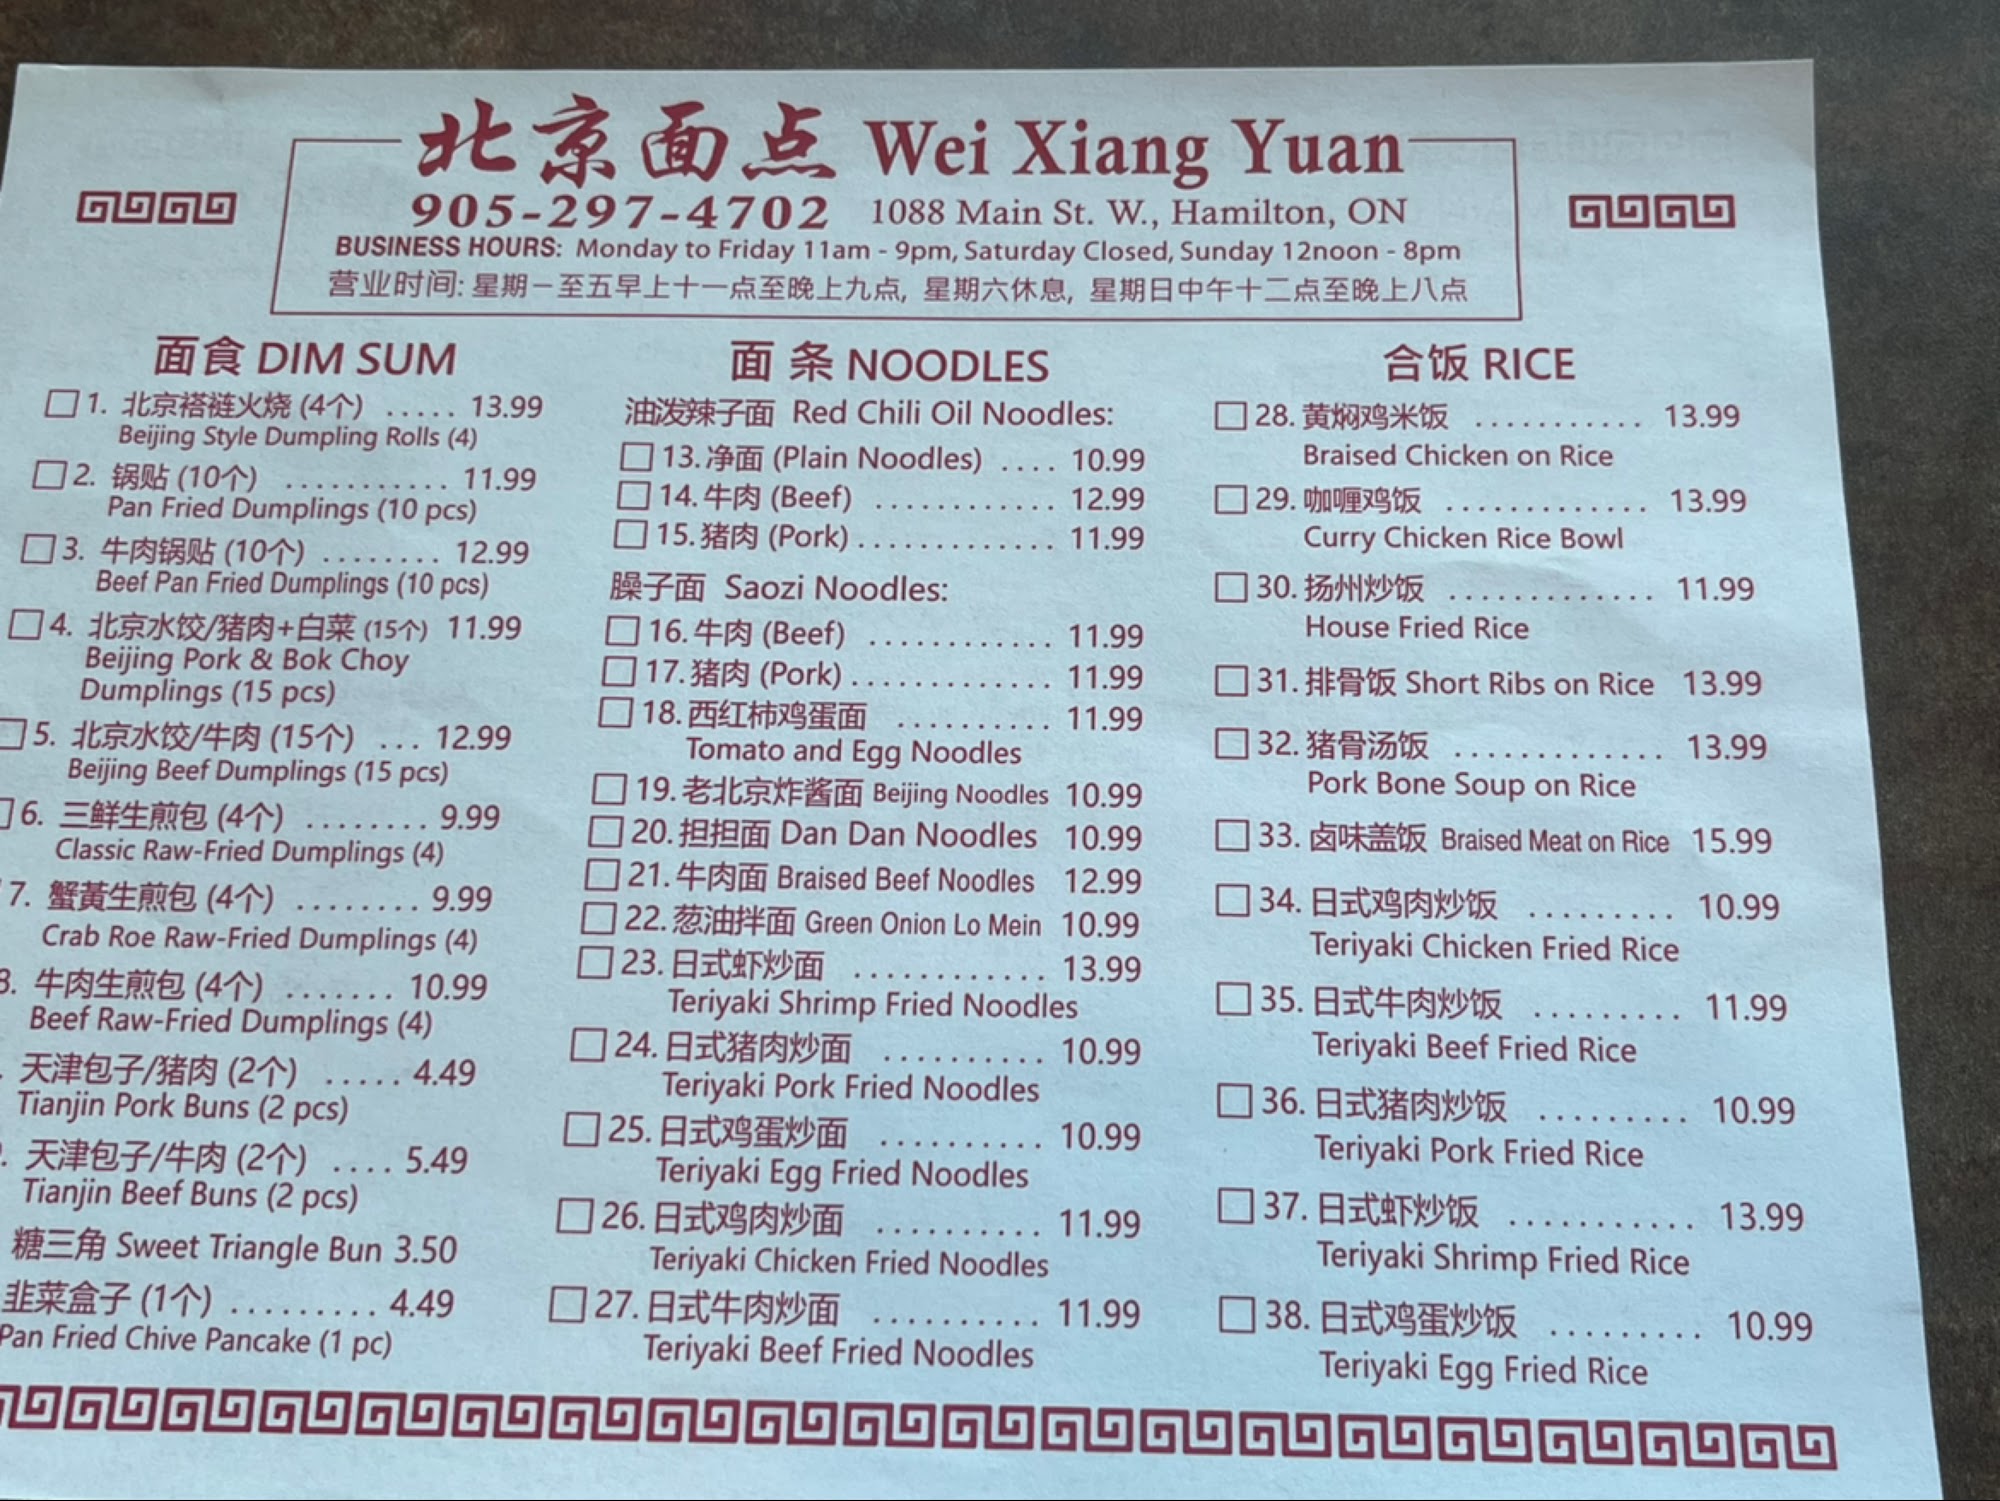 北京面点 Wei Xiang Yuan
905-297-4702 1088 Main St. W., Hamilton, ON
BUSINESS HOURS: Monday to Friday 11am - 9pm, Saturday Closed, Sunday 12noon - 8pm
营业时间: 星期一至五早上十一点至晚上九点, 星期六休息, 星期日中午十二点至晚上八点
面食 DIM SUM
1. 北京褡裢火烧 (4个) ..... 13.99
Beijing Style Dumpling Rolls (4)
2. 锅贴 (10个) ........... 11.99
Pan Fried Dumplings (10 pcs)
3. 牛肉锅贴 (10个) ........ 12.99
Beef Pan Fried Dumplings (10 pcs)
4. 北京水饺/猪肉+白菜 (15个) 11.99
Beijing Pork & Bok Choy
Dumplings (15 pcs)
5. 北京水饺/牛肉 (15个) ... 12.99
Beijing Beef Dumplings (15 pcs)
6. 三鲜生煎包 (4个) ........ 9.99
Classic Raw-Fried Dumplings (4)
7. 蟹黃生煎包 (4个) ........ 9.99
Crab Roe Raw-Fried Dumplings (4)
8. 牛肉生煎包 (4个) ....... 10.99
Beef Raw-Fried Dumplings (4)
天津包子/猪肉 (2个) ..... 4.49
Tianjin Pork Buns (2 pcs)
天津包子/牛肉 (2个) .... 5.49
Tianjin Beef Buns (2 pcs)
糖三角 Sweet Triangle Bun 3.50
韭菜盒子 (1个) ......... 4.49
Pan Fried Chive Pancake (1 pc)
面 条 NOODLES
油泼辣子面 Red Chili Oil Noodles:
13. 净面 (Plain Noodles) .... 10.99
14. 牛肉 (Beef) ............ 12.99
15. 猪肉 (Pork) ............. 11.99
臊子面 Saozi Noodles:
16. 牛肉 (Beef) ............ 11.99
17. 猪肉 (Pork) ............. 11.99
18. 西红柿鸡蛋面 .......... 11.99
Tomato and Egg Noodles
19. 老北京炸酱面 Beijing Noodles 10.99
20. 担担面 Dan Dan Noodles 10.99
21. 牛肉面 Braised Beef Noodles 12.99
22. 葱油拌面 Green Onion Lo Mein 10.99
23. 日式虾炒面 ............ 13.99
Teriyaki Shrimp Fried Noodles
24. 日式猪肉炒面 .......... 10.99
Teriyaki Pork Fried Noodles
25. 日式鸡蛋炒面 .......... 10.99
Teriyaki Egg Fried Noodles
26. 日式鸡肉炒面 .......... 11.99
Teriyaki Chicken Fried Noodles
27. 日式牛肉炒面 .......... 11.99
Teriyaki Beef Fried Noodles
合饭 RICE
28. 黄焖鸡米饭 ........... 13.99
Braised Chicken on Rice
29. 咖喱鸡饭 ............. 13.99
Curry Chicken Rice Bowl
30. 扬州炒饭 ............. 11.99
House Fried Rice
31. 排骨饭 Short Ribs on Rice 13.99
32. 猪骨汤饭 ............. 13.99
Pork Bone Soup on Rice
33. 卤味盖饭 Braised Meat on Rice 15.99
34. 日式鸡肉炒饭 ......... 10.99
Teriyaki Chicken Fried Rice
35. 日式牛肉炒饭 ......... 11.99
Teriyaki Beef Fried Rice
36. 日式猪肉炒饭 ......... 10.99
Teriyaki Pork Fried Rice
37. 日式虾炒饭 ........... 13.99
Teriyaki Shrimp Fried Rice
38. 日式鸡蛋炒饭 ......... 10.99
Teriyaki Egg Fried Rice